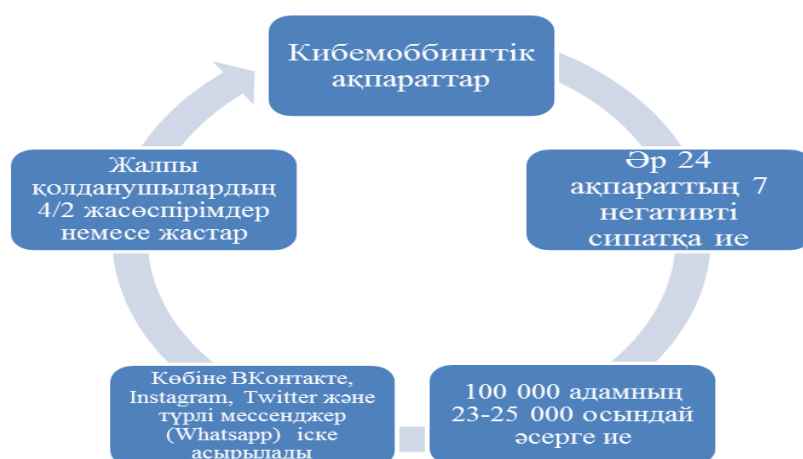 Кибемоббингтік
ақпараттар
Әр 24
ақпараттың 7
негативті
сипатқа ие
100 000 адамның
23-25 000 осындай
әсерге ие
Көбіне ВКонтакте,
Instagram, Twitter және
түрлі мессенджер
(Whatsapp) іске
асырылады
Жалпы
қолданушылардың
4/2 жасөспірімдер
немесе жастар